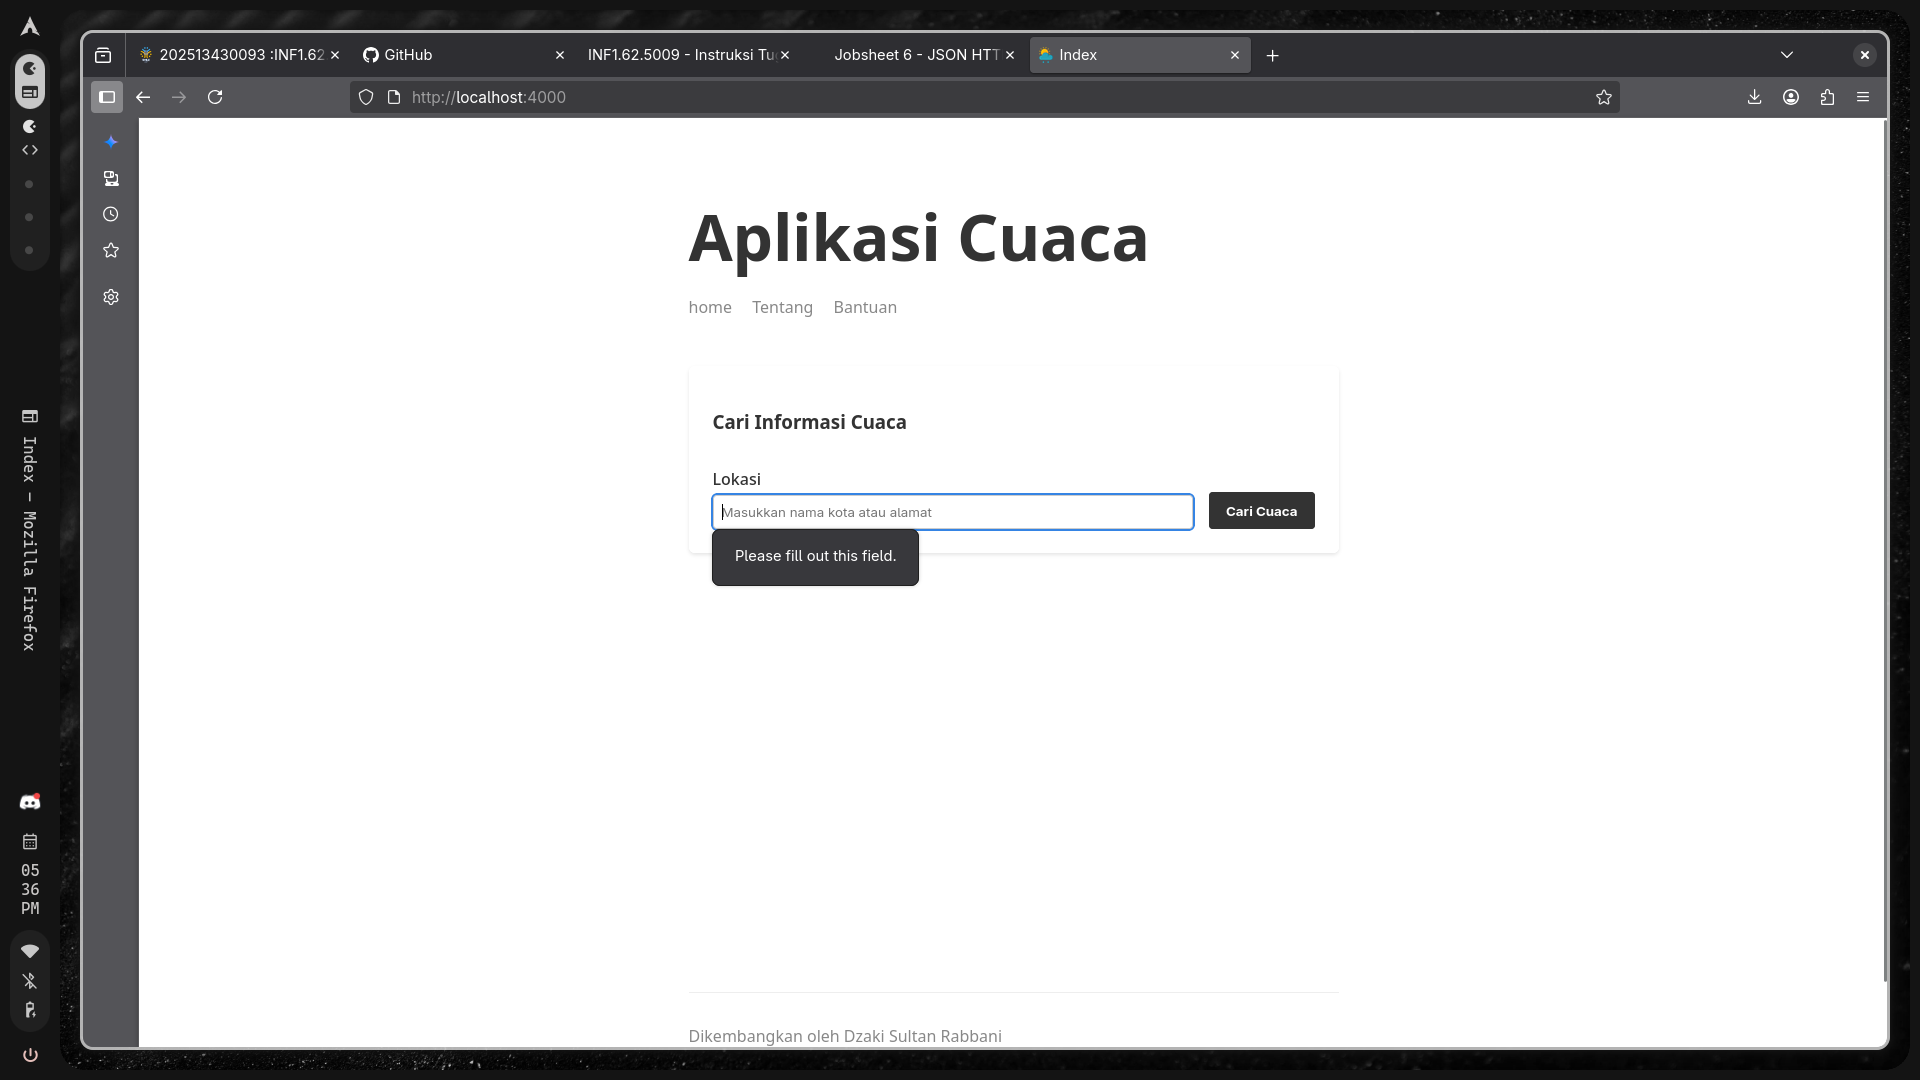 202513430093 :INF1.62
GitHub
INF1.62.5009 - Instruksi Tu
Jobsheet 6 - JSON HTT
Index
http://localhost:4000
Aplikasi Cuaca
home Tentang Bantuan
Cari Informasi Cuaca
Lokasi
Masukkan nama kota atau alamat
Cari Cuaca
Please fill out this field.
Dikembangkan oleh Dzaki Sultan Rabbani
Index — Mozilla Firefox
05
36
PM